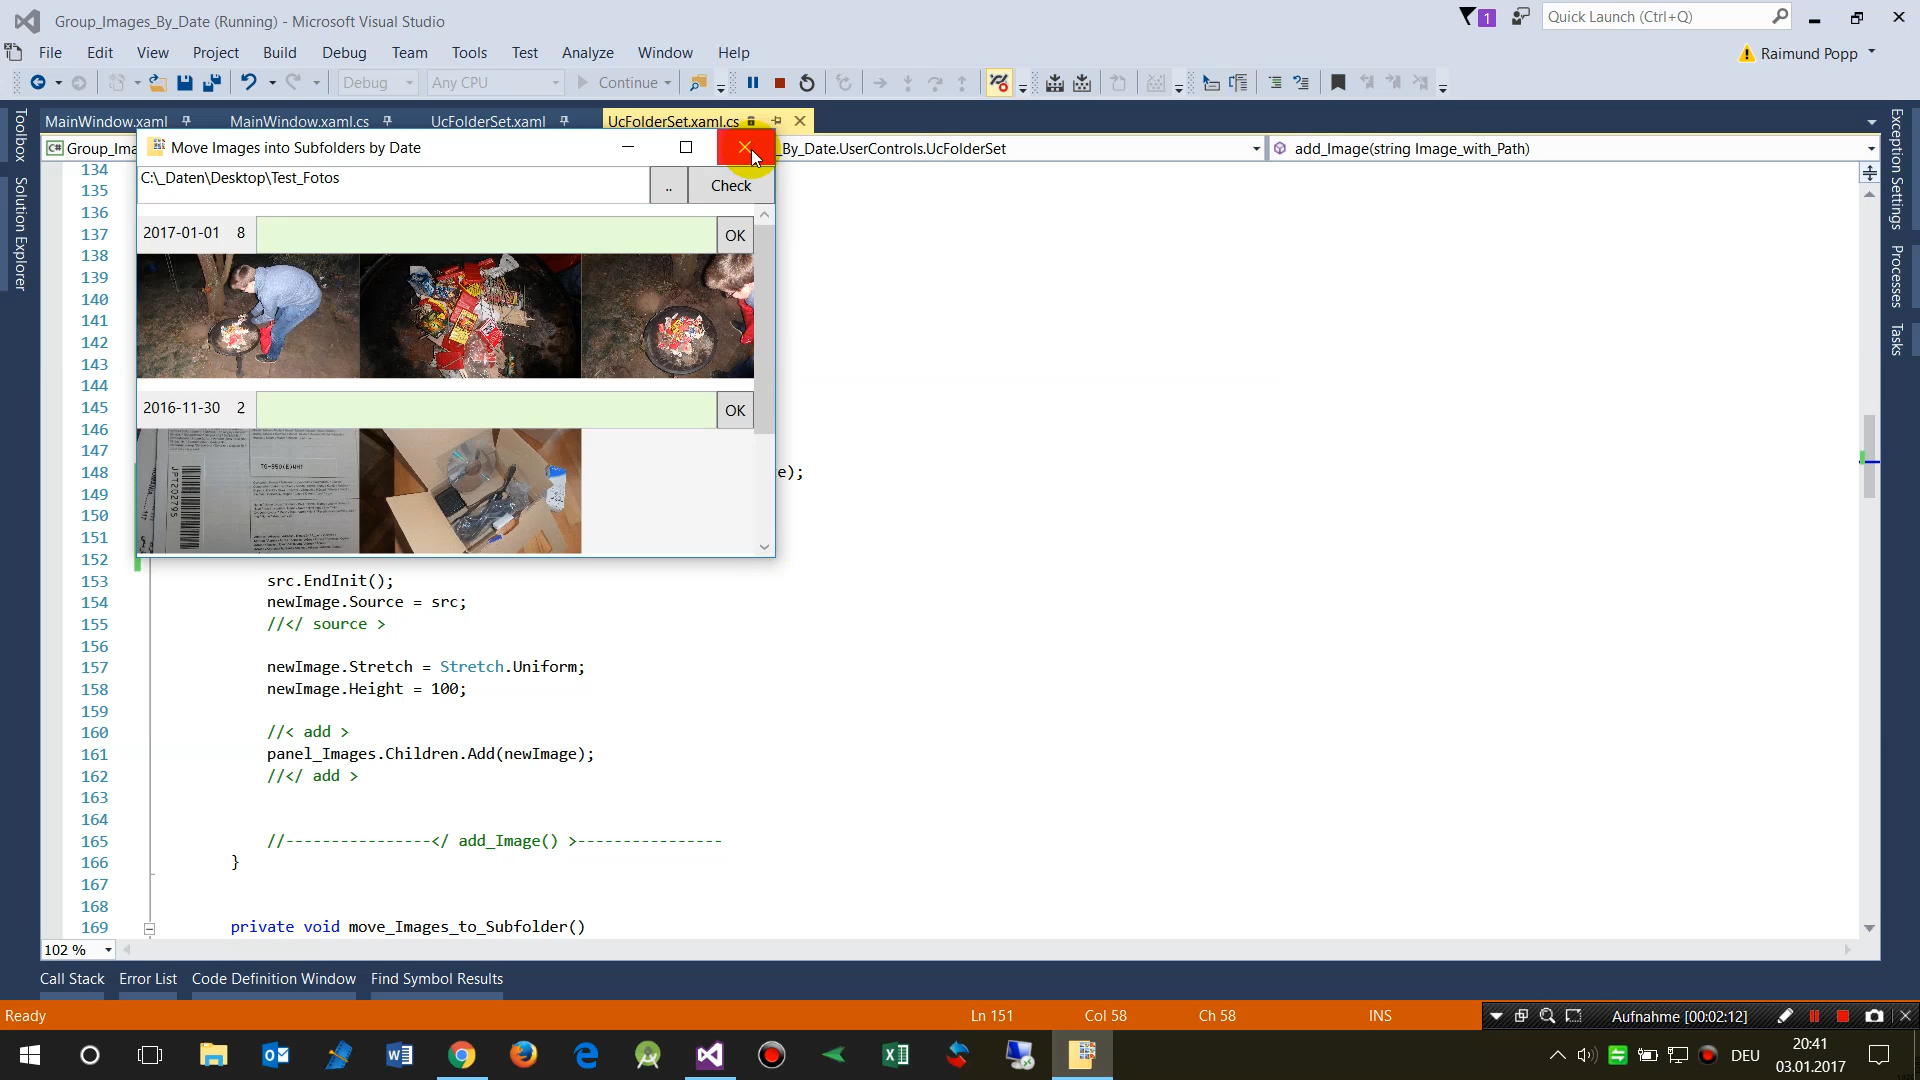 Group_Images_By_Date (Running) - Microsoft Visual Studio
1
Quick Launch (Ctrl+Q)
File Edit View Project Build Debug Team Tools Test Analyze Window Help
Raimund Popp
Debug Any CPU Continue
MainWindow.xaml MainWindow.xaml.cs UcFolderSet.xaml UcFolderSet.xaml.cs
Toolbox
Solution Explorer
Exception Settings
Processes
Tasks
C# Group_Ima
_By_Date.UserControls.UcFolderSet
add_Image(string Image_with_Path)
Move Images into Subfolders by Date
C:\_Daten\Desktop\Test_Fotos
.. Check
2017-01-01 8 OK
2016-11-30 2 OK
134
135
136
137
138
139
140
141
142
143
144
145
146
147
148 e);
149
150
151
152
153 src.EndInit();
154 newImage.Source = src;
155 //</ source >
156
157 newImage.Stretch = Stretch.Uniform;
158 newImage.Height = 100;
159
160 //< add >
161 panel_Images.Children.Add(newImage);
162 //</ add >
163
164
165 //----------------</ add_Image() >----------------
166 }
167
168
169 private void move_Images_to_Subfolder()
102 %
Call Stack Error List Code Definition Window Find Symbol Results
Ready Ln 151 Col 58 Ch 58 INS
Aufnahme [00:02:12]
DEU
20:41
03.01.2017